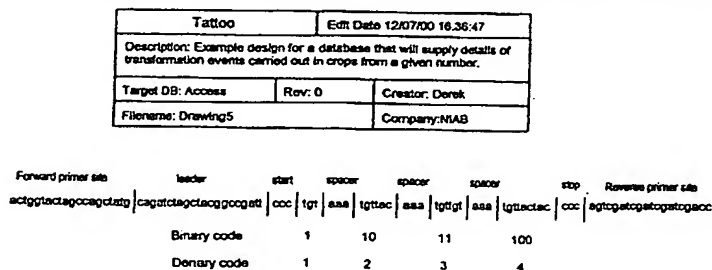 Tattoo Edit Date 12/07/00 16.36:47
Description: Example design for a database that will supply details of
transformation events carried out in crops from a given number.
Target DB: Access Rev: 0 Creator: Derek
Filename: Drawing5 Company:NIAB
Forward primer site leader start spacer spacer spacer stop Reverse primer site
actggtactagccagctatg cagatctagctacggccgatt ccc tgt aaa tgttac aaa tgttgt aaa tgttactac ccc agtcgatcgatcgatcgacc
Binary code 1 10 11 100
Denary code 1 2 3 4